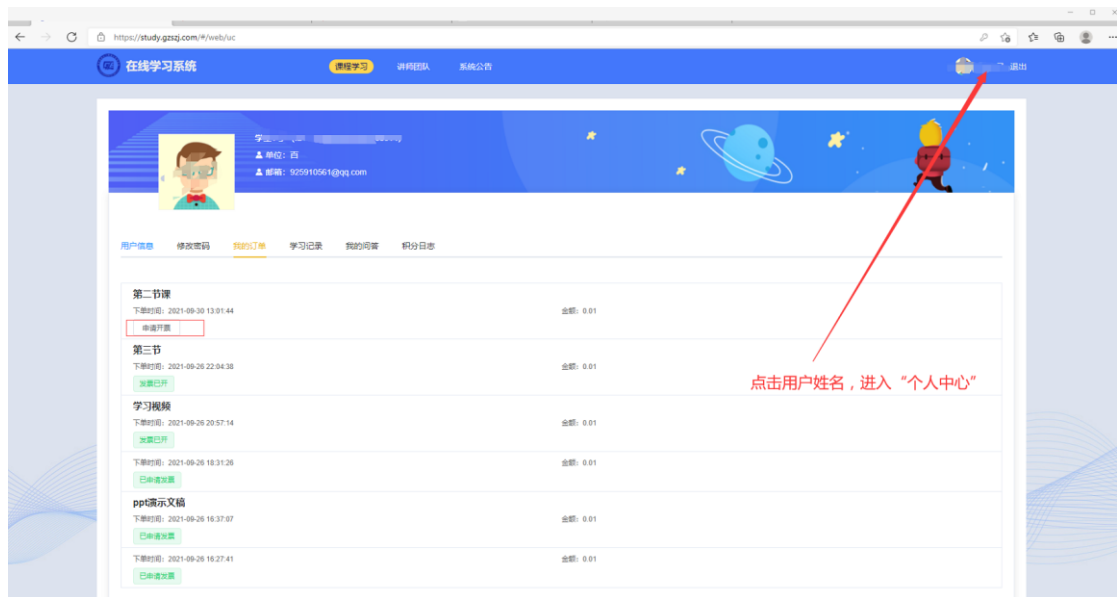 https://study.gzszj.com/#/web/uc
在线学习系统 课程学习 讲师团队 系统公告 退出
单位：百
邮箱：925910561@qq.com
用户信息 修改密码 我的订单 学习记录 我的问答 积分日志
第二节课
下单时间：2021-09-30 13:01:44 金额：0.01
申请开票
第三节
下单时间：2021-09-26 22:04:38 金额：0.01
发票已开
点击用户姓名，进入“个人中心”
学习视频
下单时间：2021-09-26 20:57:14 金额：0.01
发票已开
下单时间：2021-09-26 18:31:26 金额：0.01
已申请发票
ppt演示文稿
下单时间：2021-09-26 16:37:07 金额：0.01
已申请发票
下单时间：2021-09-26 16:27:41 金额：0.01
已申请发票